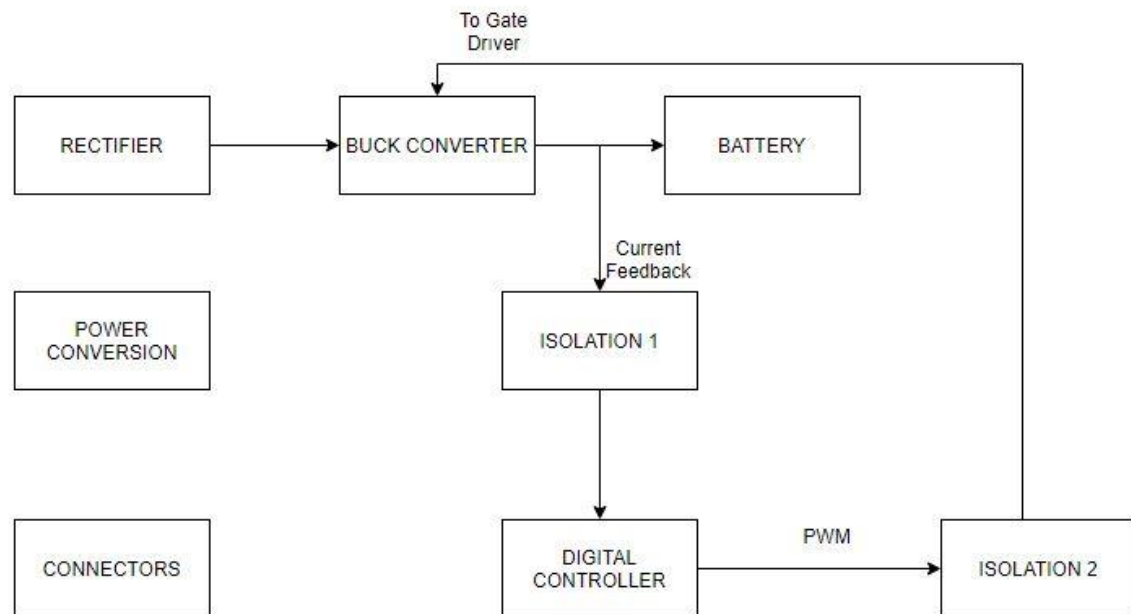 To Gate
Driver
RECTIFIER
BUCK CONVERTER
BATTERY
Current
Feedback
POWER
CONVERSION
ISOLATION 1
CONNECTORS
DIGITAL
CONTROLLER
PWM
ISOLATION 2